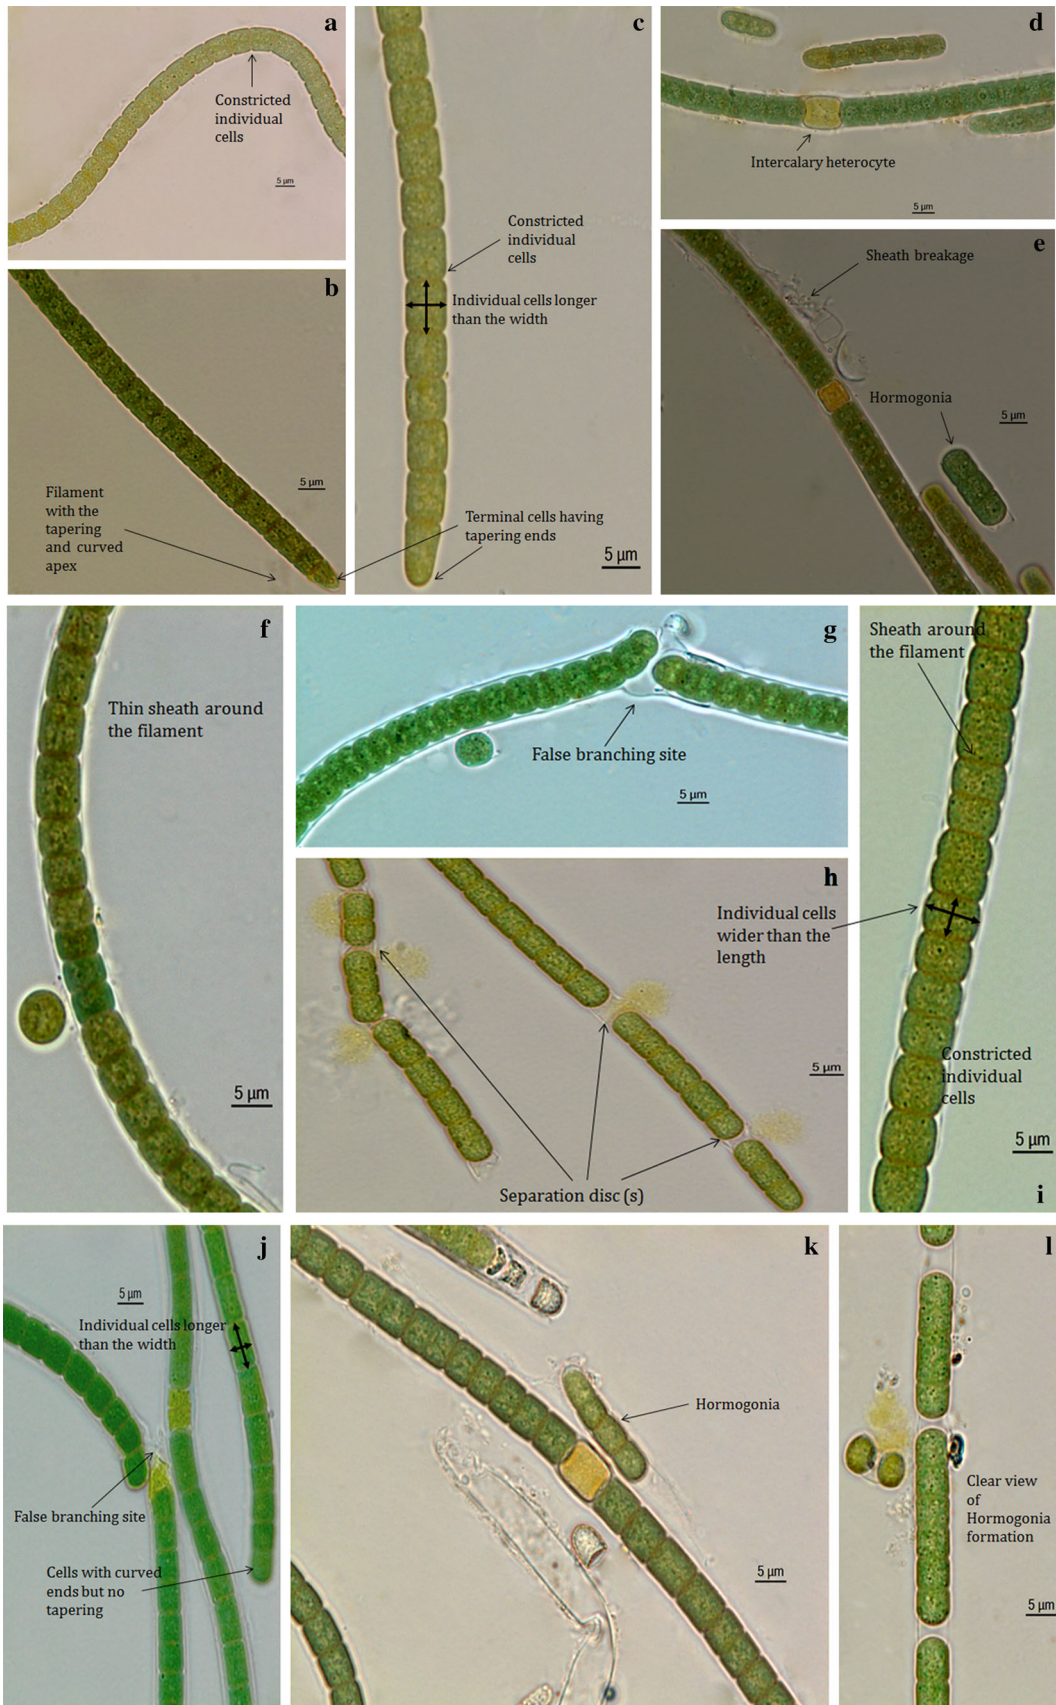 a
Constricted
individual
cells
5 µm
b
5 µm
Filament
with the
tapering
and curved
apex
c
Constricted
individual
cells
Individual cells longer
than the width
Terminal cells having
tapering ends
5 µm
d
Intercalary heterocyte
5 µm
e
Sheath breakage
Hormogonia
5 µm
f
Thin sheath around
the filament
5 µm
g
False branching site
5 µm
h
5 µm
Separation disc (s)
Sheath around
the filament
Individual cells
wider than the
length
Constricted
individual
cells
5 µm
i
j
5 µm
Individual cells longer
than the width
False branching site
Cells with curved
ends but no
tapering
k
Hormogonia
5 µm
l
Clear view
of
Hormogonia
formation
5 µm